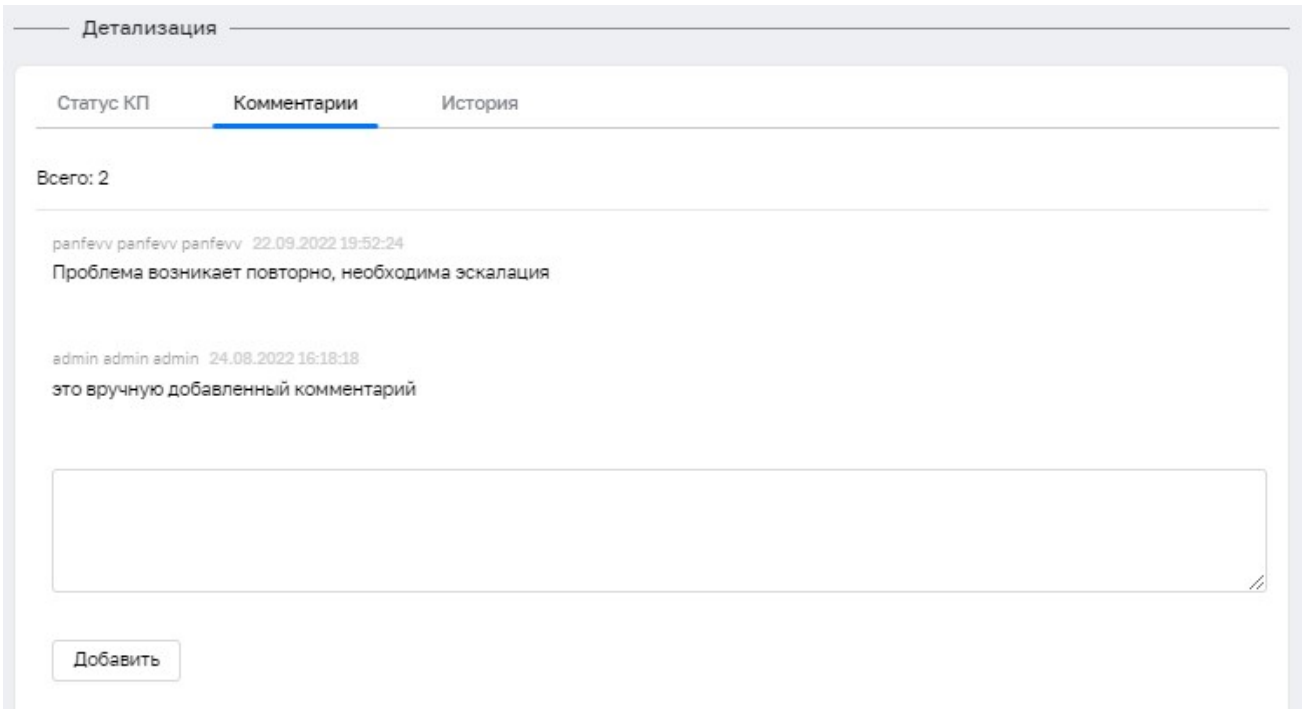 Детализация
Статус КП Комментарии История
Всего: 2
panfevv panfevv panfevv 22.09.2022 19:52:24
Проблема возникает повторно, необходима эскалация
admin admin admin 24.08.2022 16:18:18
это вручную добавленный комментарий
Добавить